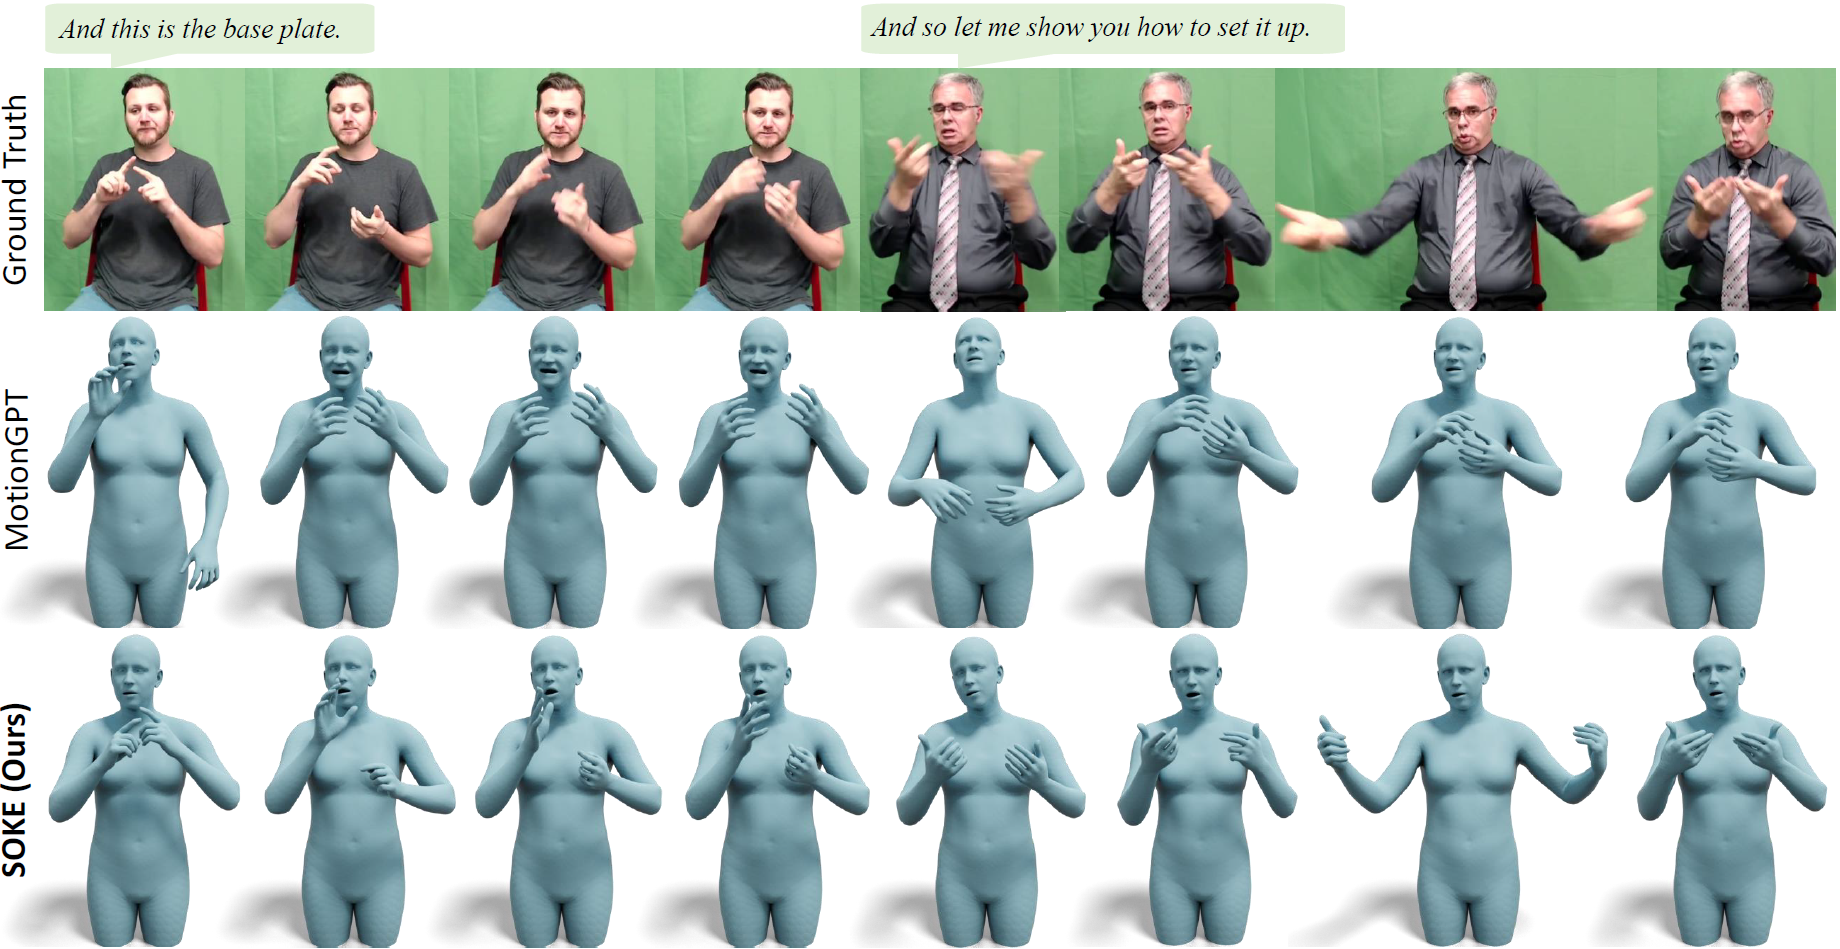 And this is the base plate.
And so let me show you how to set it up.
Ground Truth
MotionGPT
SOKE (Ours)